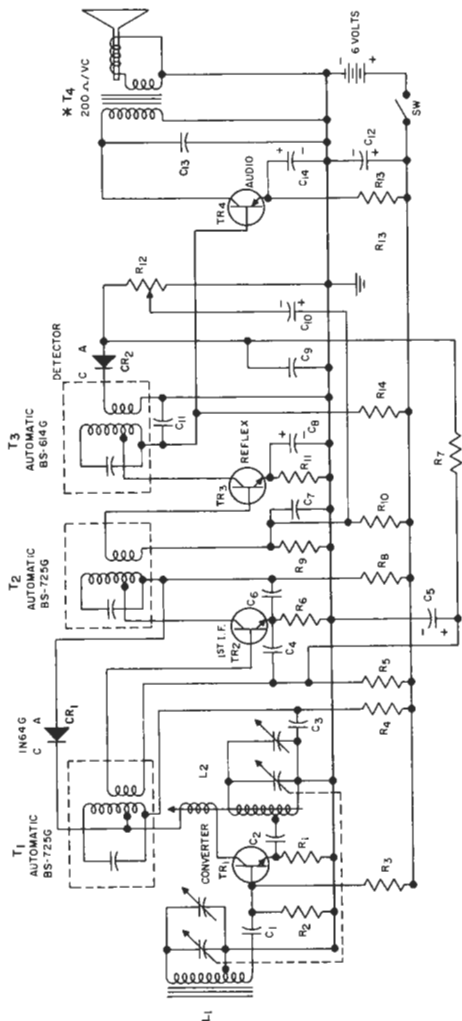 L1
T1
AUTOMATIC
BS-725G
C
1N64G
A
CR1
CONVERTER
TR1
C1
R2
R3
R1
C2
L2
C3
R4
R5
1ST I.F.
TR2
C4
R6
C6
C5
- +
T2
AUTOMATIC
BS-725G
R8
R9
C7
R10
R7
T3
AUTOMATIC
BS-614G
REFLEX
TR3
R11
C8
- +
C11
R14
DETECTOR
C A
CR2
C9
C10
- +
R12
TR4
AUDIO
R13
R13
C14
+ -
C12
- +
C13
* T4
200 Ω/VC
- +
6 VOLTS
SW